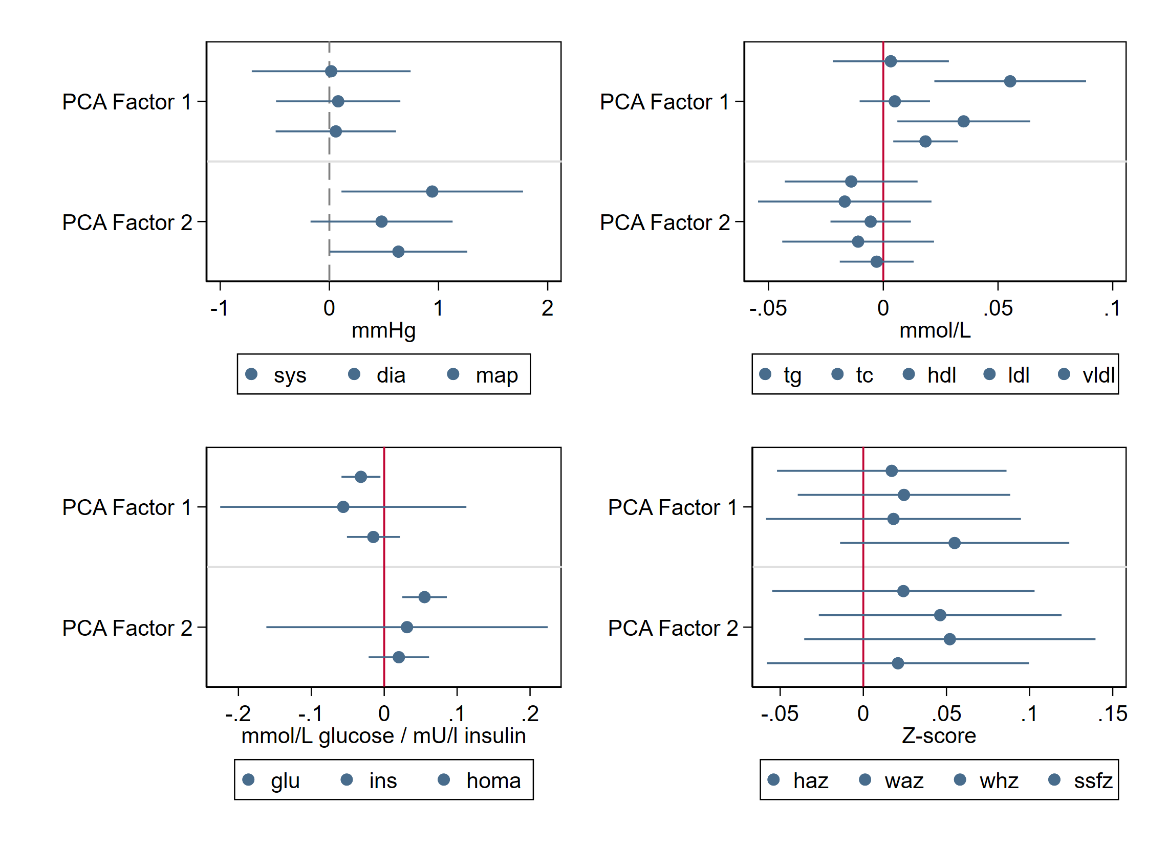 PCA Factor 1
PCA Factor 2
-1 0 1 2
mmHg
sys dia map
PCA Factor 1
PCA Factor 2
-.05 0 .05 .1
mmol/L
tg tc hdl ldl vldl
PCA Factor 1
PCA Factor 2
-.2 -.1 0 .1 .2
mmol/L glucose / mU/l insulin
glu ins homa
PCA Factor 1
PCA Factor 2
-.05 0 .05 .1 .15
Z-score
haz waz whz ssfz